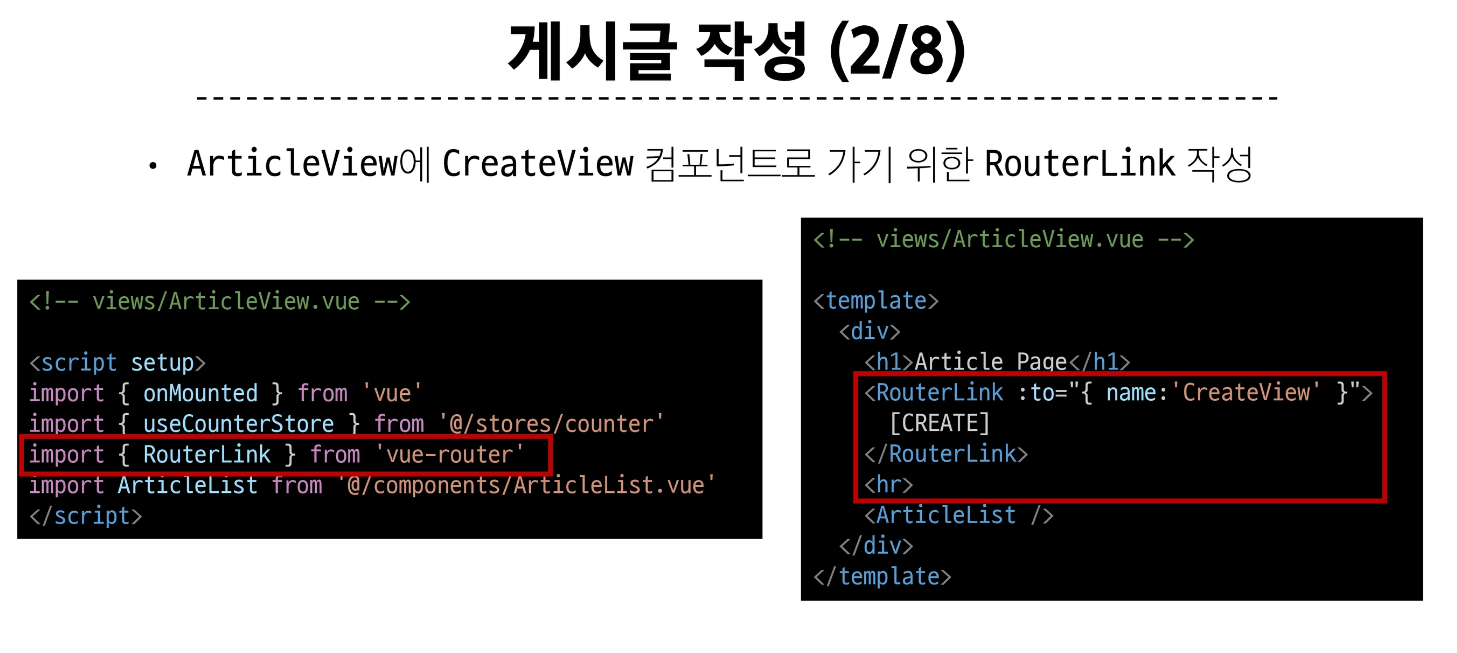 게시글 작성 (2/8)
• ArticleView에 CreateView 컴포넌트로 가기 위한 RouterLink 작성
<!-- views/ArticleView.vue -->
<script setup>
import { onMounted } from 'vue'
import { useCounterStore } from '@/stores/counter'
import { RouterLink } from 'vue-router'
import ArticleList from '@/components/ArticleList.vue'
</script>
<!-- views/ArticleView.vue -->
<template>
  <div>
    <h1>Article Page</h1>
    <RouterLink :to="{ name:'CreateView' }">
      [CREATE]
    </RouterLink>
    <hr>
    <ArticleList />
  </div>
</template>